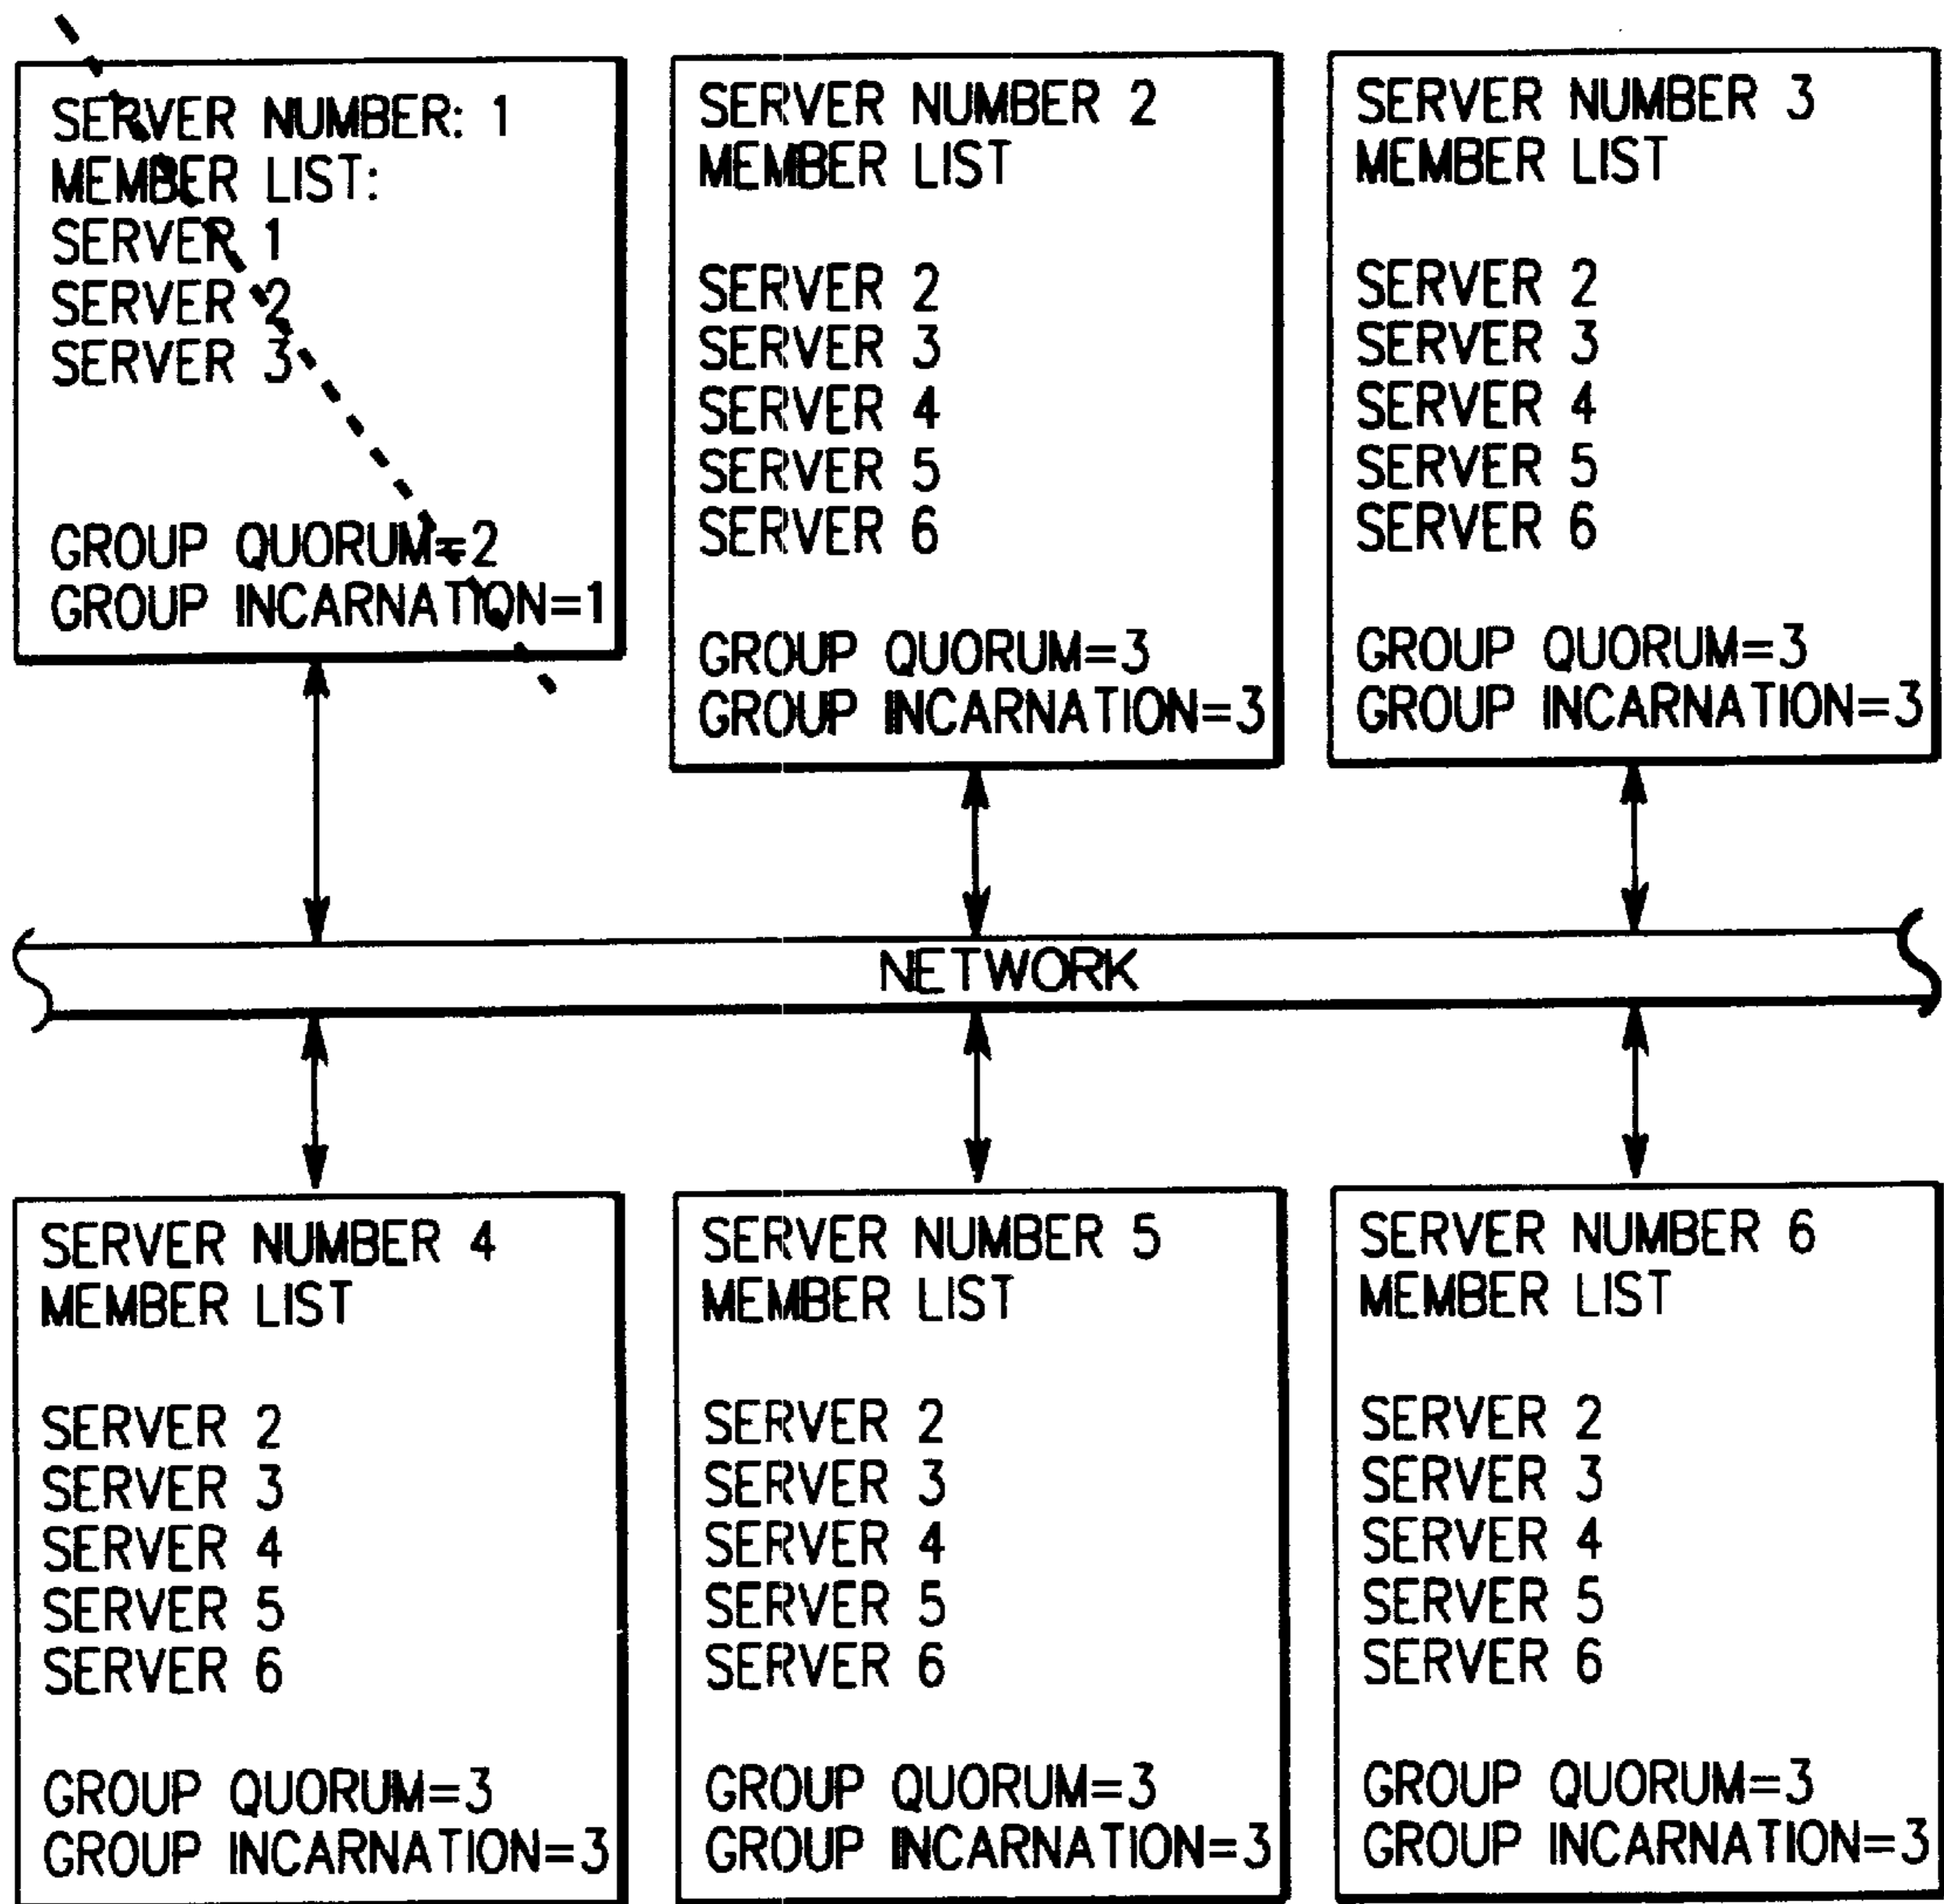 SERVER NUMBER: 1
MEMBER LIST:
SERVER 1
SERVER 2
SERVER 3
GROUP QUORUM=2
GROUP INCARNATION=1
SERVER NUMBER 2
MEMBER LIST
SERVER 2
SERVER 3
SERVER 4
SERVER 5
SERVER 6
GROUP QUORUM=3
GROUP INCARNATION=3
SERVER NUMBER 3
MEMBER LIST
SERVER 2
SERVER 3
SERVER 4
SERVER 5
SERVER 6
GROUP QUORUM=3
GROUP INCARNATION=3
NETWORK
SERVER NUMBER 4
MEMBER LIST
SERVER 2
SERVER 3
SERVER 4
SERVER 5
SERVER 6
GROUP QUORUM=3
GROUP INCARNATION=3
SERVER NUMBER 5
MEMBER LIST
SERVER 2
SERVER 3
SERVER 4
SERVER 5
SERVER 6
GROUP QUORUM=3
GROUP INCARNATION=3
SERVER NUMBER 6
MEMBER LIST
SERVER 2
SERVER 3
SERVER 4
SERVER 5
SERVER 6
GROUP QUORUM=3
GROUP INCARNATION=3